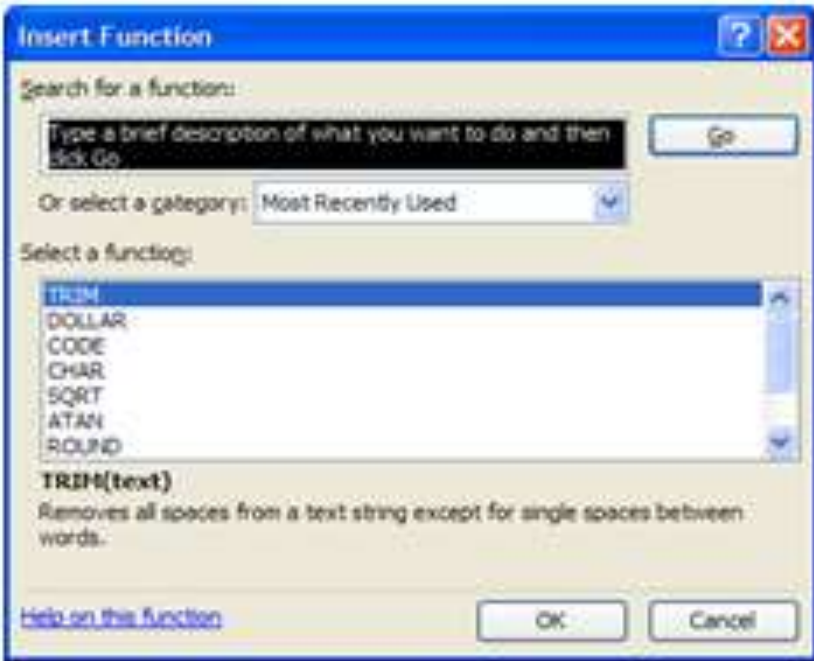 Insert Function
Search for a function:
Type a brief description of what you want to do and then
click Go
Go
Or select a category: Most Recently Used
Select a function:
TRIM
DOLLAR
CODE
CHAR
SQRT
ATAN
ROUND
TRIM(text)
Removes all spaces from a text string except for single spaces between
words.
Help on this function
OK
Cancel